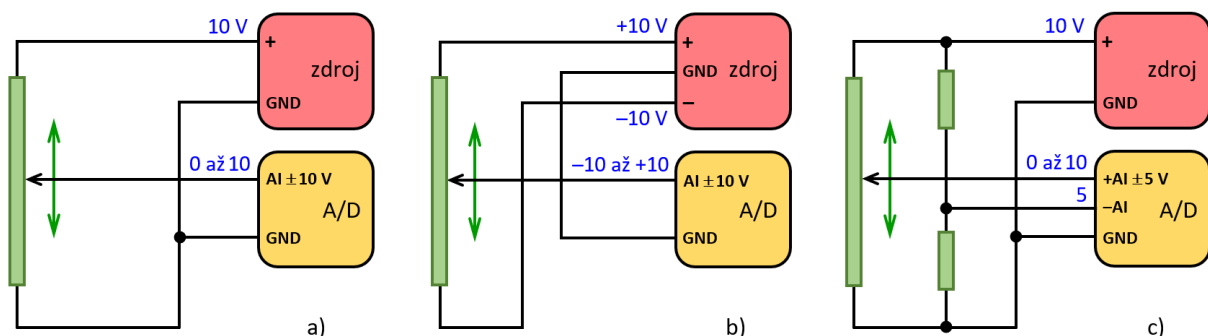 10 V
+
zdroj
GND
0 až 10
AI ±10 V
A/D
GND
a)
+10 V
+
GND
zdroj
–
–10 V
–10 až +10
AI ±10 V
A/D
GND
b)
10 V
+
zdroj
GND
0 až 10
+AI ±5 V
5
–AI
A/D
GND
c)